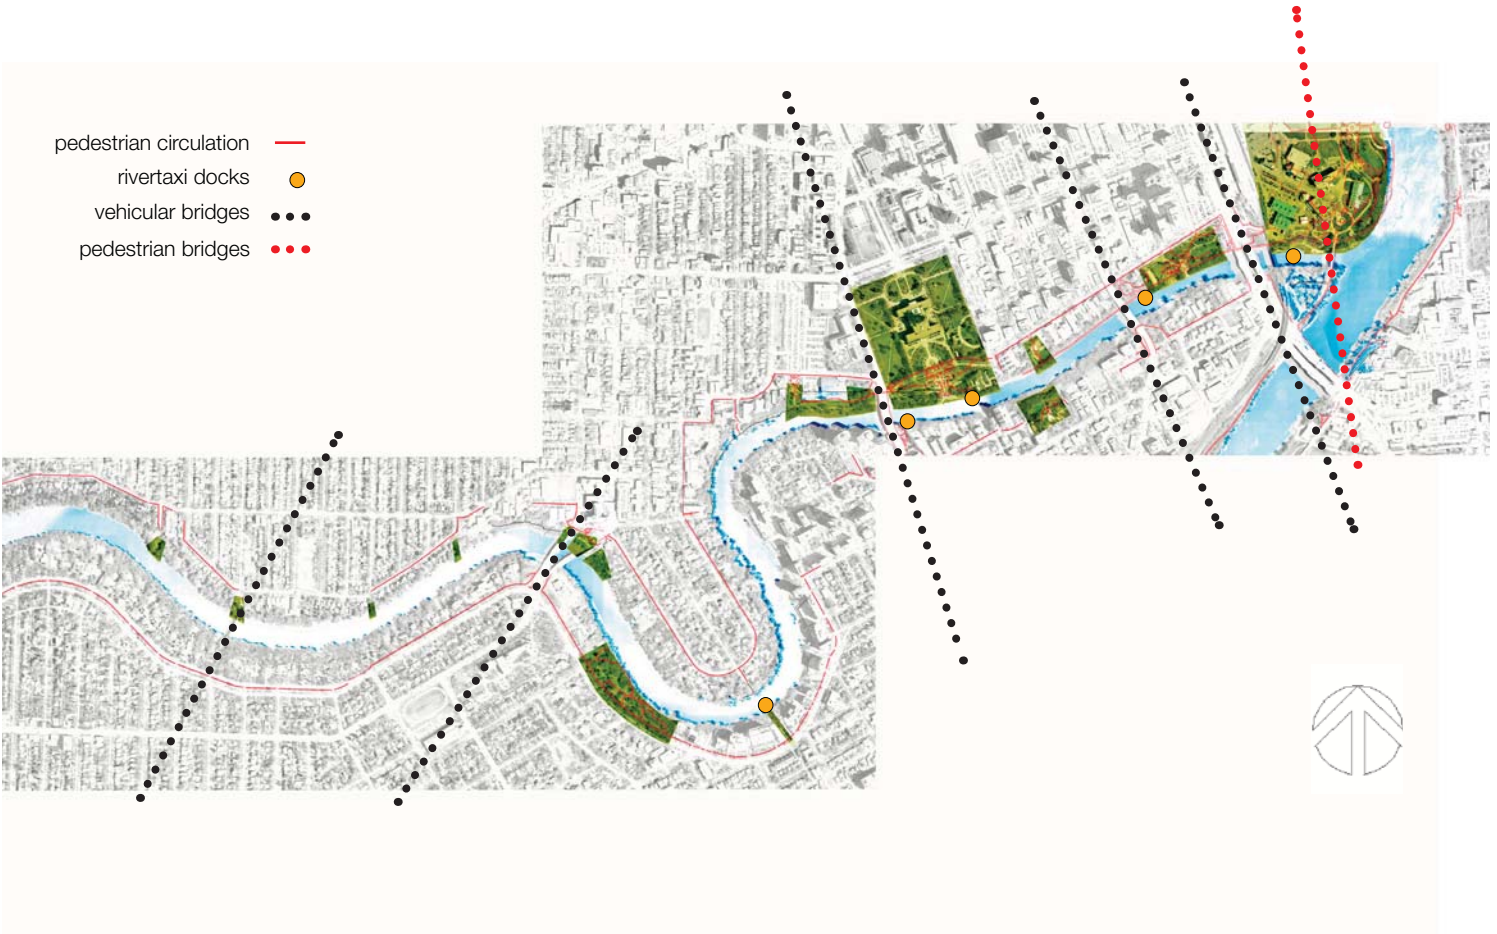 pedestrian circulation
rivertaxi docks
vehicular bridges
pedestrian bridges